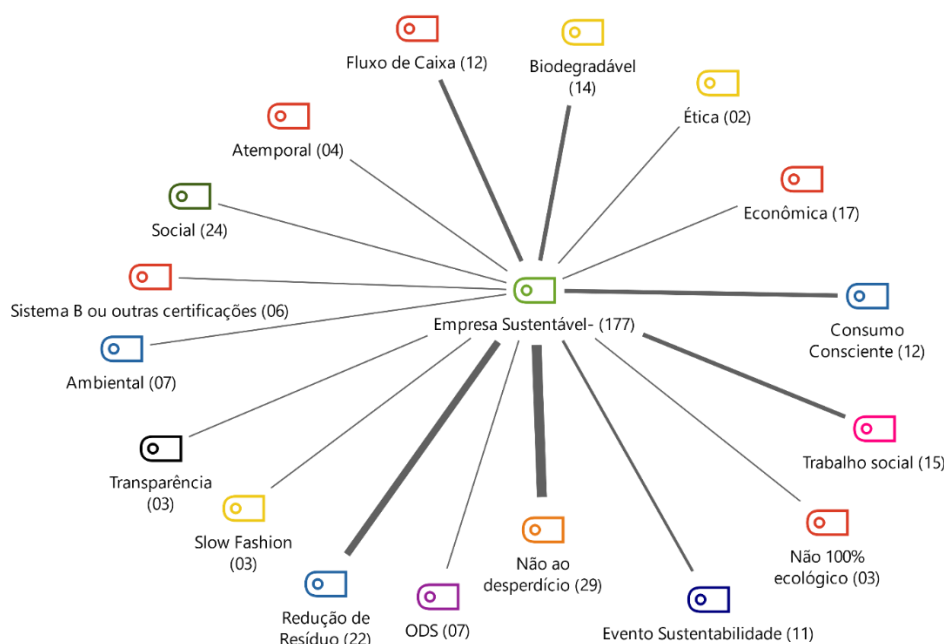 Fluxo de Caixa (12)
Biodegradável
(14)
Ética (02)
Atemporal (04)
Econômica (17)
Social (24)
Sistema B ou outras certificações (06)
Empresa Sustentável- (177)
Consumo
Consciente (12)
Ambiental (07)
Trabalho social (15)
Transparência
(03)
Slow Fashion
(03)
Não ao
desperdício (29)
Não 100%
ecológico (03)
Redução de
Resíduo (22)
ODS (07)
Evento Sustentabilidade (11)